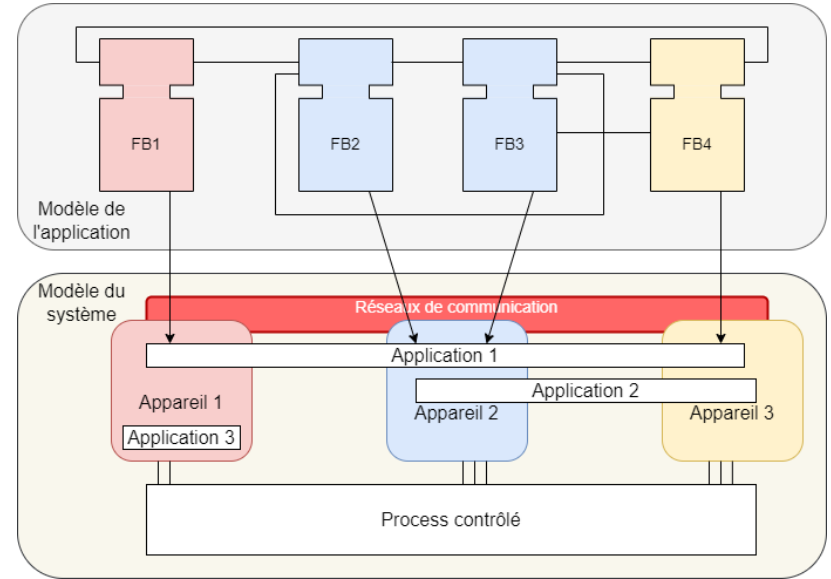 FB1
FB2
FB3
FB4
Modèle de
l'application
Modèle du
système
Réseaux de communication
Application 1
Application 2
Appareil 1
Appareil 2
Appareil 3
Application 3
Process contrôlé